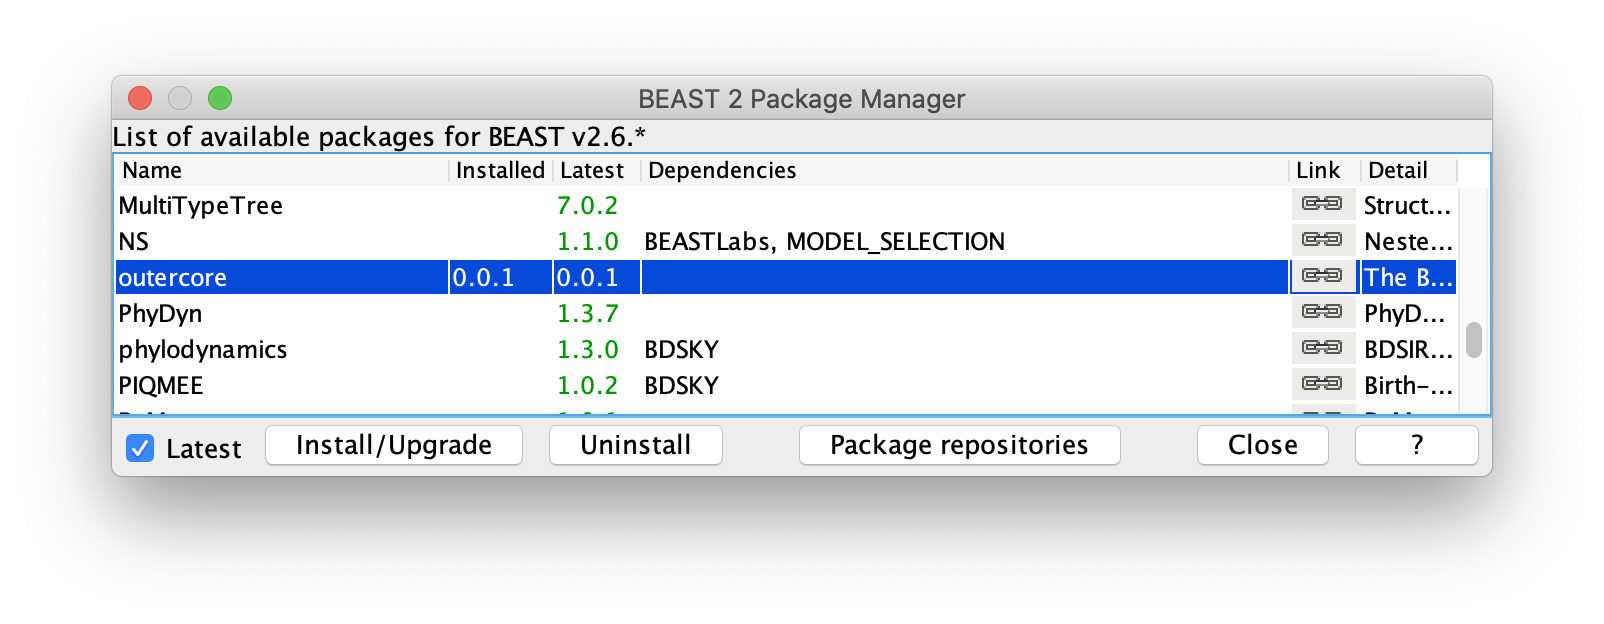 BEAST 2 Package Manager
List of available packages for BEAST v2.6.*
Name Installed Latest Dependencies Link Detail
MultiTypeTree 7.0.2 Struct...
NS 1.1.0 BEASTLabs, MODEL_SELECTION Neste...
outercore 0.0.1 0.0.1 The B...
PhyDyn 1.3.7 PhyD...
phylodynamics 1.3.0 BDSKY BDSIR...
PIQMEE 1.0.2 BDSKY Birth-...
Latest Install/Upgrade Uninstall Package repositories Close ?